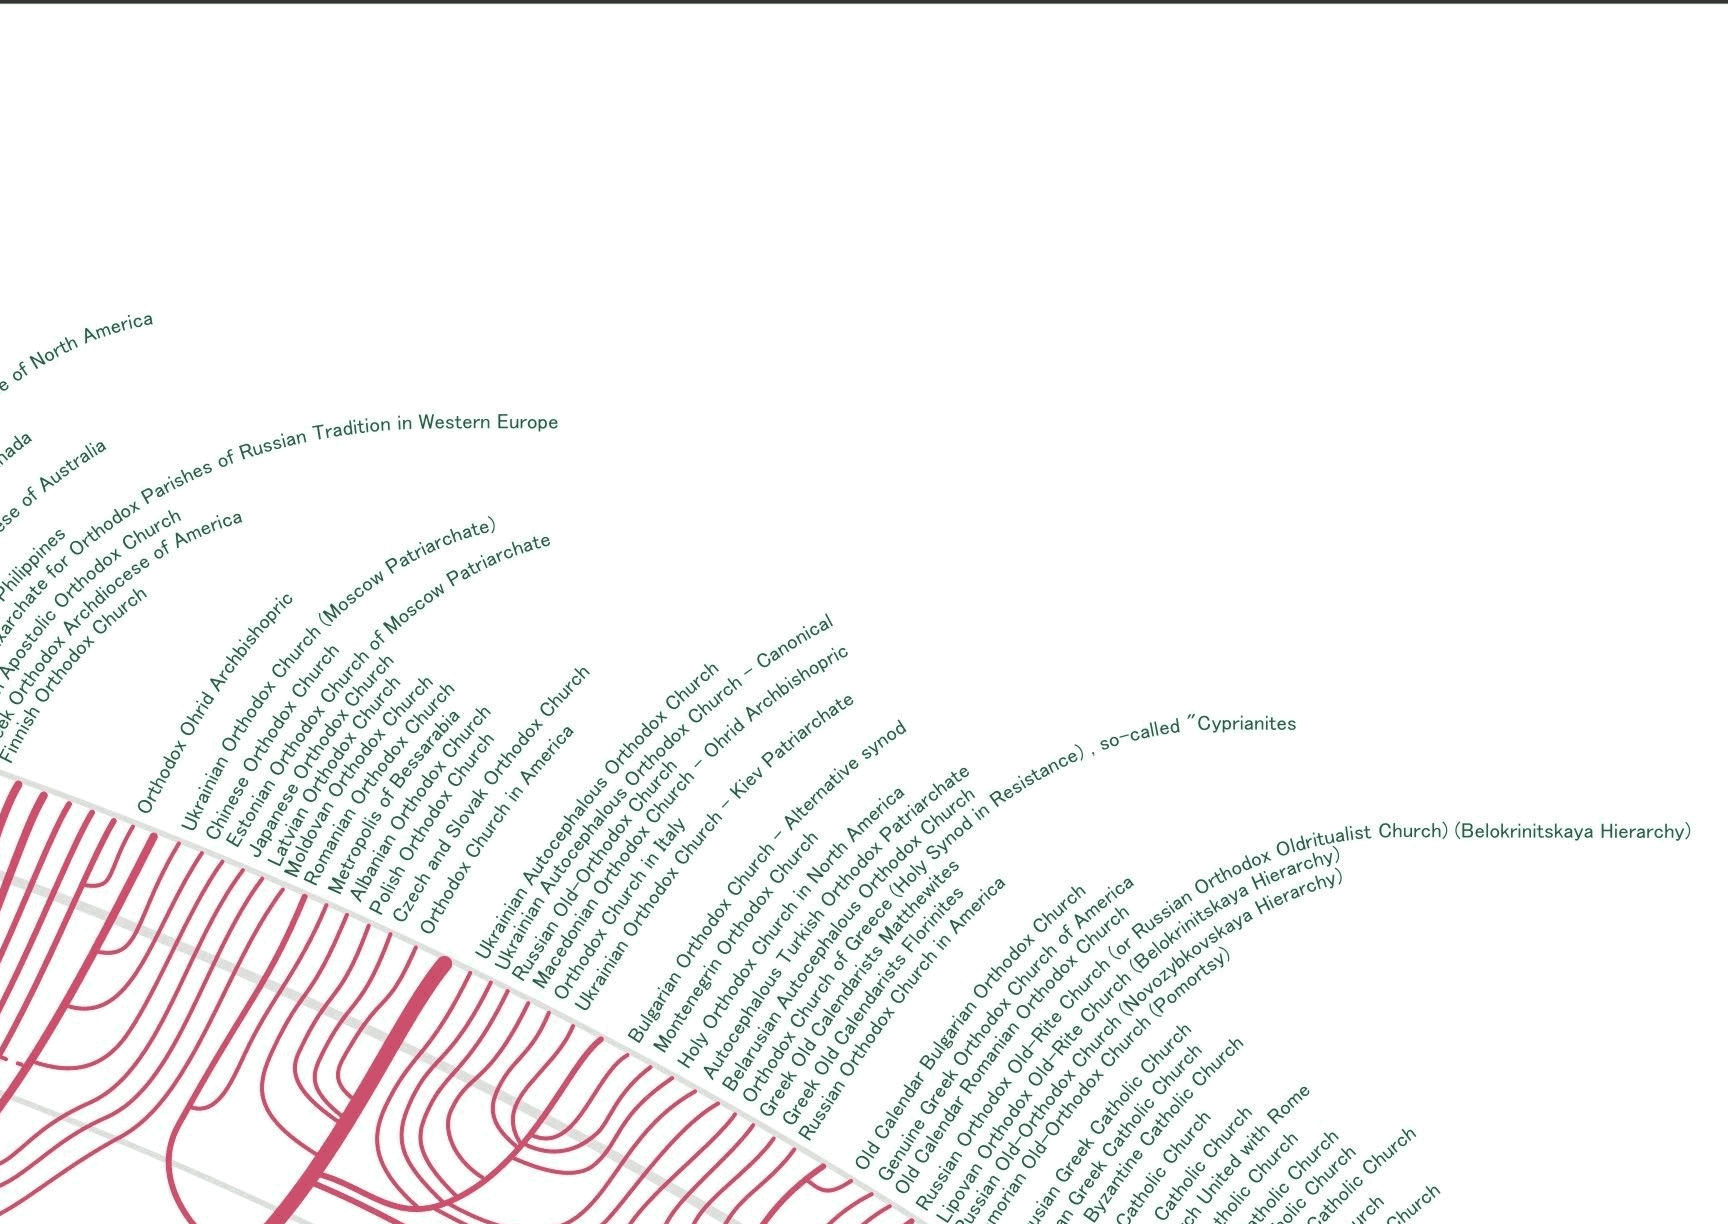 e of North America
nada
ese of Australia
Philippines
xarchate for Orthodox Parishes of Russian Tradition in Western Europe
Apostolic Orthodox Church
ek Orthodox Archdiocese of America
Finnish Orthodox Church
Orthodox Ohrid Archbishopric
Ukrainian Orthodox Church (Moscow Patriarchate)
Chinese Orthodox Church
Estonian Orthodox Church of Moscow Patriarchate
Japanese Orthodox Church
Latvian Orthodox Church
Moldovan Orthodox Church
Romanian Orthodox Church
Metropolis of Bessarabia
Albanian Orthodox Church
Polish Orthodox Church
Czech and Slovak Orthodox Church
Orthodox Church in America
Ukrainian Autocephalous Orthodox Church
Ukrainian Autocephalous Orthodox Church - Canonical
Russian Old-Orthodox Church
Macedonian Orthodox Church - Ohrid Archbishopric
Orthodox Church in Italy
Ukrainian Orthodox Church - Kiev Patriarchate
Bulgarian Orthodox Church - Alternative synod
Montenegrin Orthodox Church
Holy Orthodox Church in North America
Autocephalous Turkish Orthodox Patriarchate
Belarusian Autocephalous Orthodox Church
Orthodox Church of Greece (Holy Synod in Resistance) , so-called "Cyprianites
Greek Old Calendarists Matthewites
Greek Old Calendarists Florinites
Russian Orthodox Church in America
Old Calendar Bulgarian Orthodox Church
Genuine Greek Orthodox Church of America
Old Calendar Romanian Orthodox Church
Russian Orthodox Old-Rite Church (or Russian Orthodox Oldritualist Church) (Belokrinitskaya Hierarchy)
Lipovan Orthodox Old-Rite Church (Belokrinitskaya Hierarchy)
Russian Old-Orthodox Church (Novozybkovskaya Hierarchy)
morian Old-Orthodox Church (Pomortsy)
usian Greek Catholic Church
an Greek Catholic Church
Byzantine Catholic Church
Catholic Church
Catholic Church
ch United with Rome
tholic Church
atholic Church
olic Church
Catholic Church
urch
Church